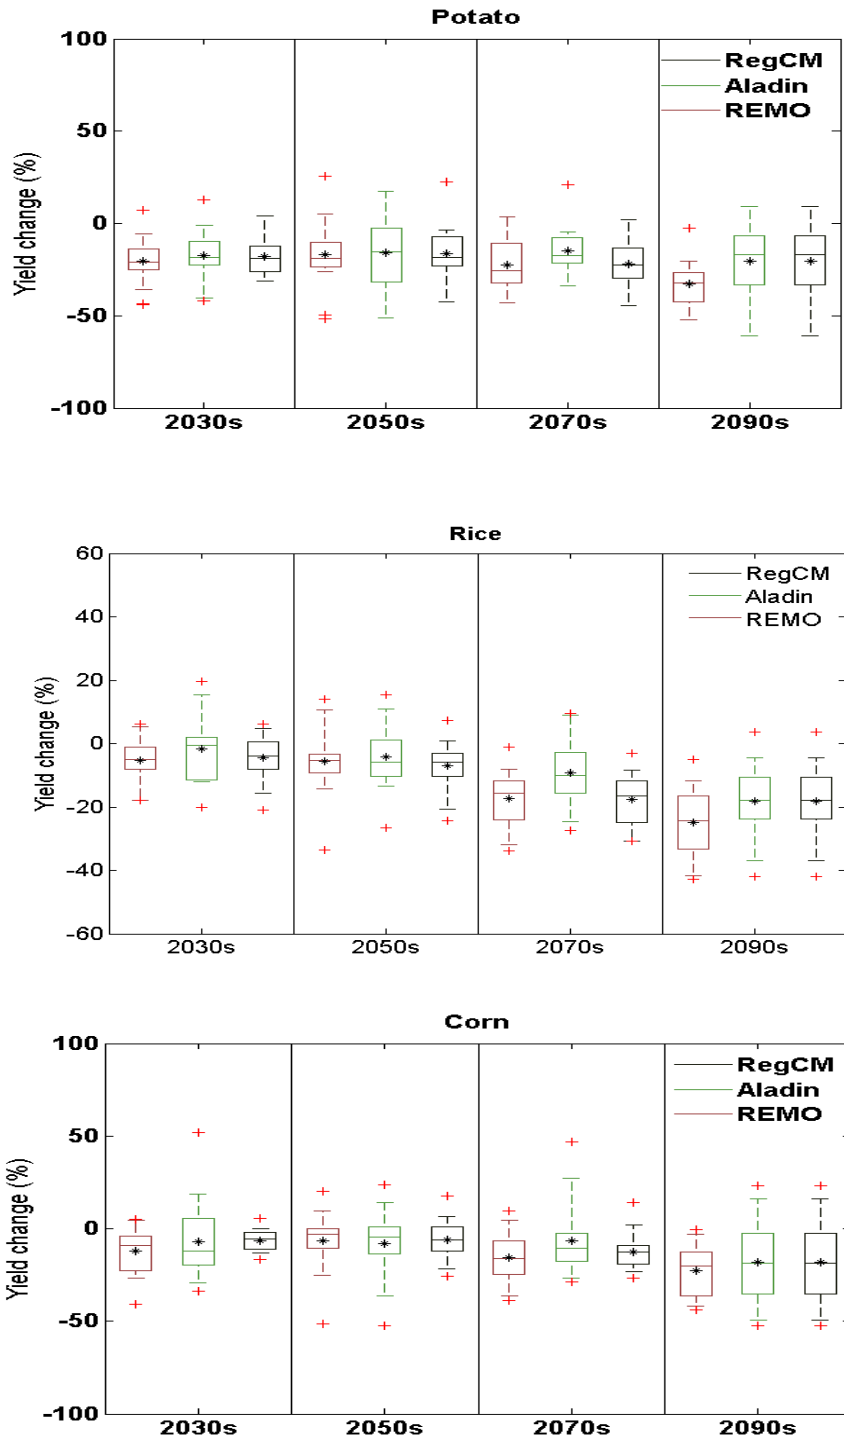 Potato
100
50
0
-50
-100
Yield change (%)
RegCM
Aladin
REMO
2030s 2050s 2070s 2090s
Rice
60
40
20
0
-20
-40
-60
Yield change (%)
RegCM
Aladin
REMO
2030s 2050s 2070s 2090s
Corn
100
50
0
-50
-100
Yield change (%)
RegCM
Aladin
REMO
2030s 2050s 2070s 2090s